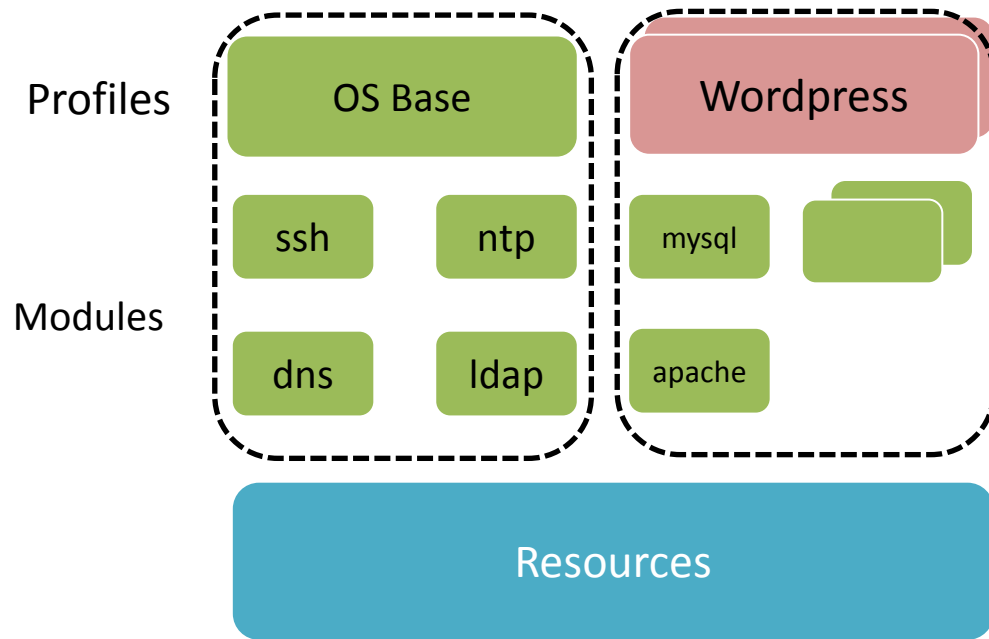 Profiles
OS Base
Wordpress
Modules
ssh
ntp
mysql
dns
ldap
apache
Resources